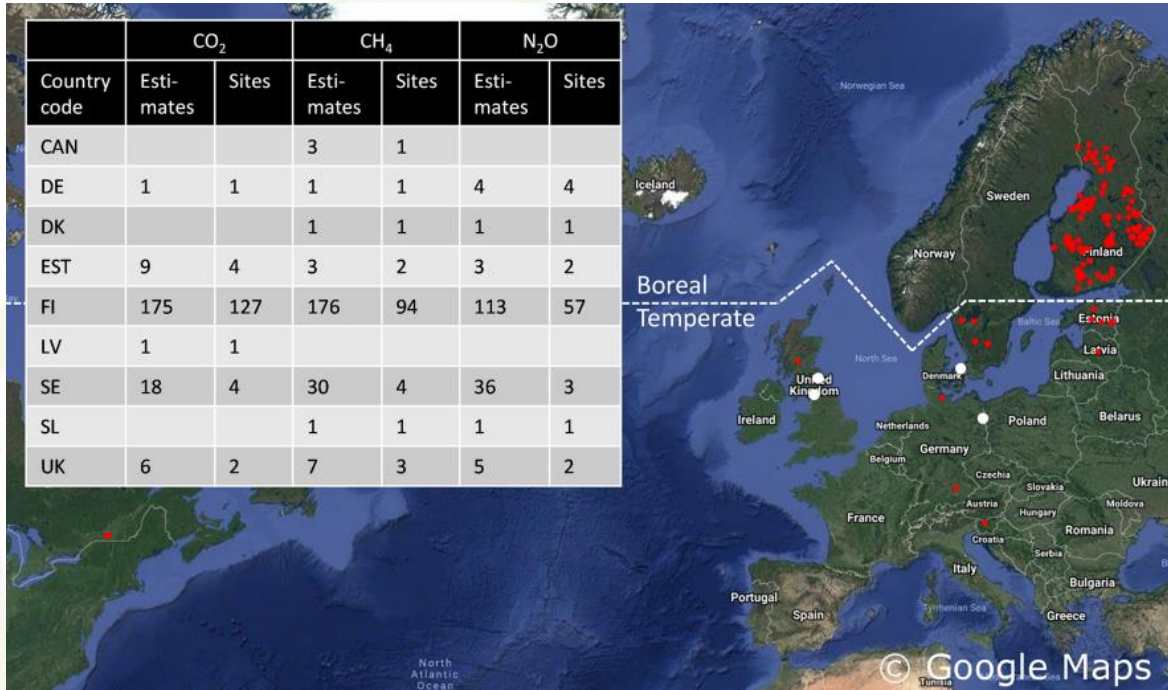 CO2 CH4 N2O
Country code Esti-mates Sites Esti-mates Sites Esti-mates Sites
CAN 3 1
DE 1 1 1 1 4 4
DK 1 1 1 1
EST 9 4 3 2 3 2
FI 175 127 176 94 113 57
LV 1 1
SE 18 4 30 4 36 3
SL 1 1 1 1
UK 6 2 7 3 5 2
Norwegian Sea
Iceland
Sweden
Finland
Norway
Boreal
Temperate
Baltic Sea
Estonia
North Sea
Latvia
Denmark
Lithuania
United
Kingdom
Ireland
Netherlands
Poland
Belarus
Germany
Belgium
Czechia
Ukrain
Slovakia
Austria
Moldova
Hungary
France
Romania
Croatia
Serbia
Italy
Bulgaria
Portugal
Spain
Tyrrhenian Sea
Greece
North
Atlantic
Ocean
Tunisia
© Google Maps